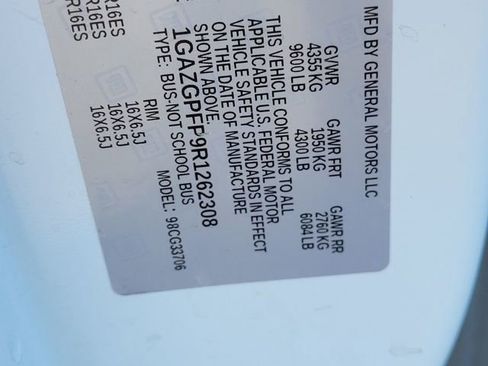 MFD BY GENERAL MOTORS LLC
GVWR GAWR FRT GAWR RR
4355 KG 1950 KG 2760 KG
9600 LB 4300 LB 6084 LB
THIS VEHICLE CONFORMS TO ALL
APPLICABLE U.S. FEDERAL MOTOR
VEHICLE SAFETY STANDARDS IN EFFECT
ON THE DATE OF MANUFACTURE
SHOWN ABOVE.
1GAZGPFP9R1262308
TYPE: BUS-NOT SCHOOL BUS MODEL: 98CG33706
RIM
16X6.5J
R16ES 16X6.5J
R16ES 16X6.5J